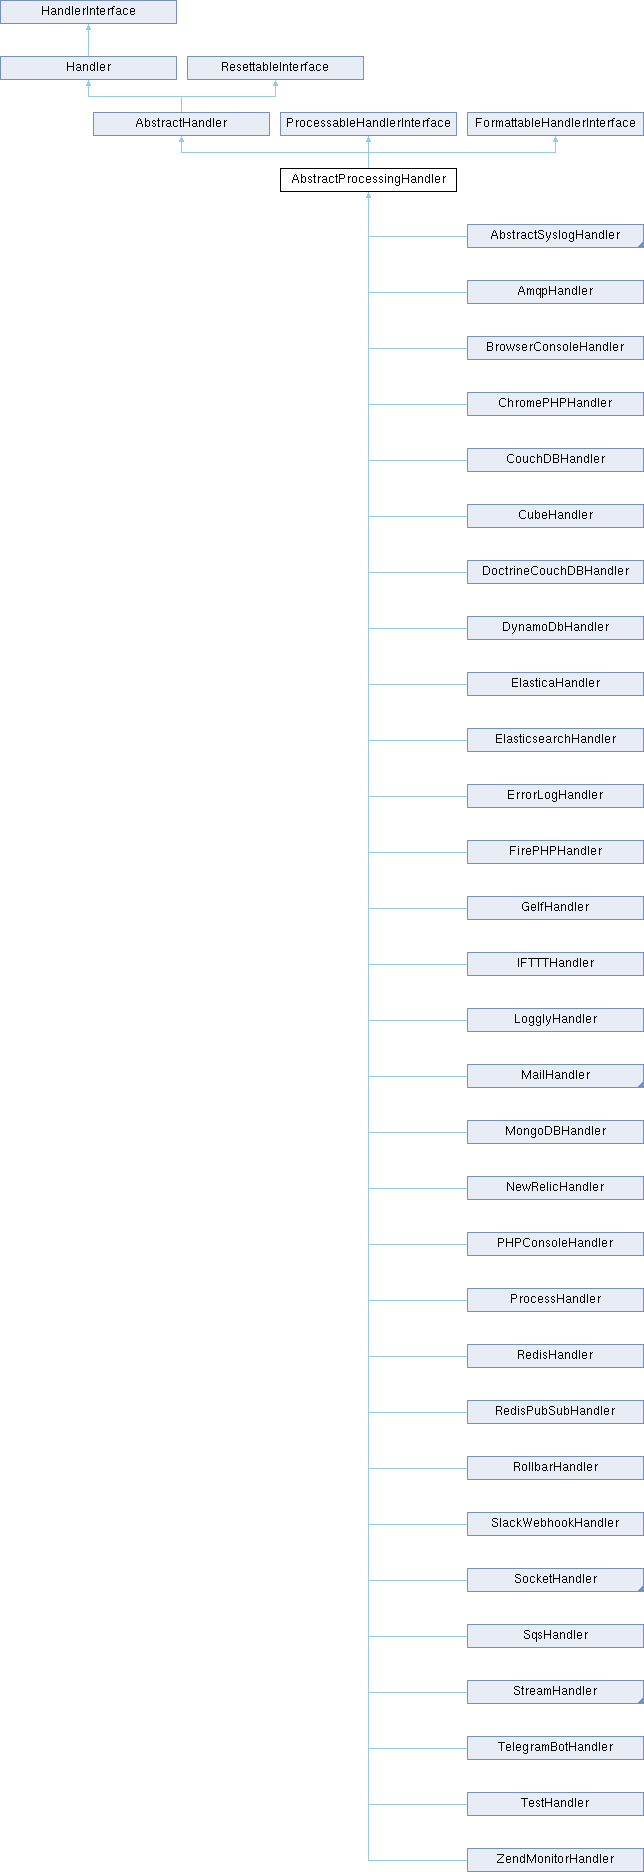 HandlerInterface
Handler
ResettableInterface
AbstractHandler
ProcessableHandlerInterface
FormattableHandlerInterface
AbstractProcessingHandler
AbstractSyslogHandler
AmqpHandler
BrowserConsoleHandler
ChromePHPHandler
CouchDBHandler
CubeHandler
DoctrineCouchDBHandler
DynamoDbHandler
ElasticaHandler
ElasticsearchHandler
ErrorLogHandler
FirePHPHandler
GelfHandler
IFTTTHandler
LogglyHandler
MailHandler
MongoDBHandler
NewRelicHandler
PHPConsoleHandler
ProcessHandler
RedisHandler
RedisPubSubHandler
RollbarHandler
SlackWebhookHandler
SocketHandler
SqsHandler
StreamHandler
TelegramBotHandler
TestHandler
ZendMonitorHandler